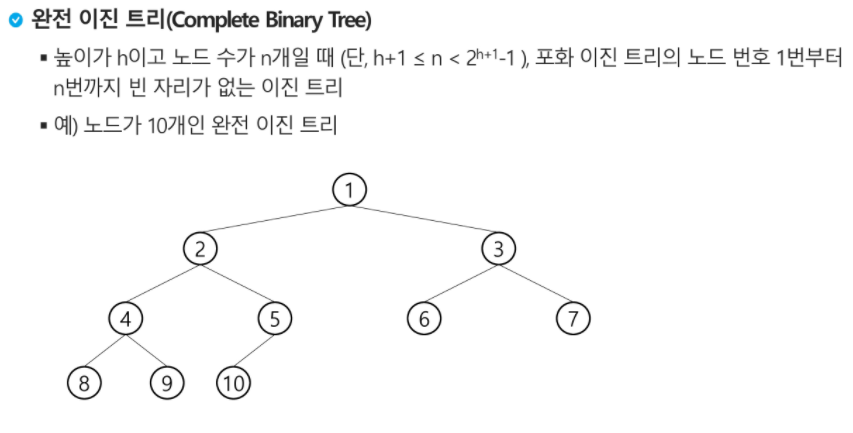 완전 이진 트리(Complete Binary Tree)
▪ 높이가 h이고 노드 수가 n개일 때 (단, h+1 ≤ n < 2ʰ⁺¹-1 ), 포화 이진 트리의 노드 번호 1번부터
n번까지 빈 자리가 없는 이진 트리
▪ 예) 노드가 10개인 완전 이진 트리
1
2 3
4 5 6 7
8 9 10